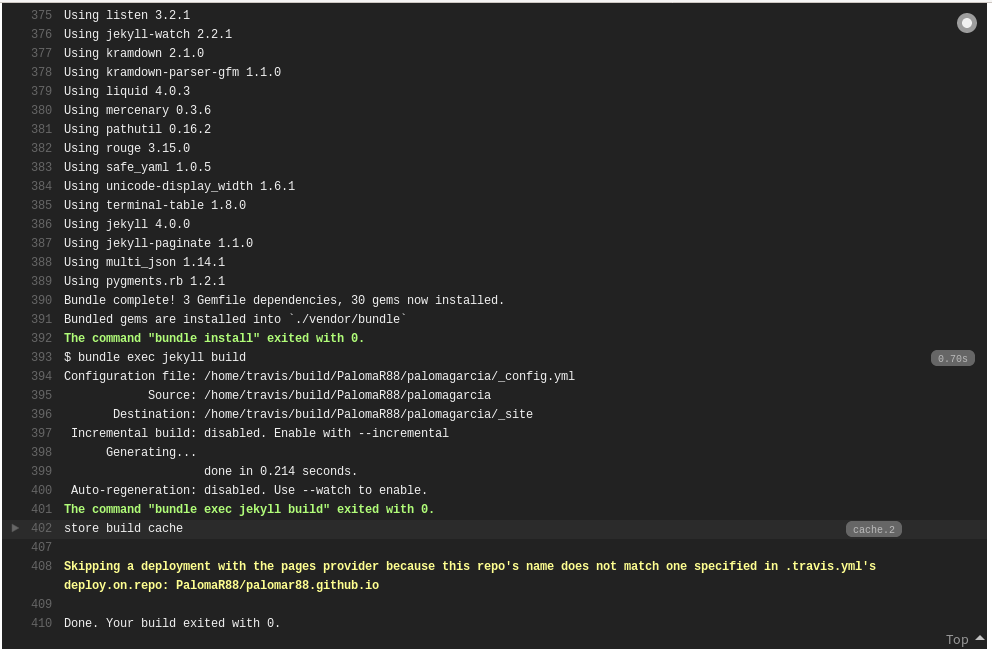 375 Using listen 3.2.1
376 Using jekyll-watch 2.2.1
377 Using kramdown 2.1.0
378 Using kramdown-parser-gfm 1.1.0
379 Using liquid 4.0.3
380 Using mercenary 0.3.6
381 Using pathutil 0.16.2
382 Using rouge 3.15.0
383 Using safe_yaml 1.0.5
384 Using unicode-display_width 1.6.1
385 Using terminal-table 1.8.0
386 Using jekyll 4.0.0
387 Using jekyll-paginate 1.1.0
388 Using multi_json 1.14.1
389 Using pygments.rb 1.2.1
390 Bundle complete! 3 Gemfile dependencies, 30 gems now installed.
391 Bundled gems are installed into `./vendor/bundle`
392 The command "bundle install" exited with 0.
393 $ bundle exec jekyll build 0.70s
394 Configuration file: /home/travis/build/PalomaR88/palomagarcia/_config.yml
395 Source: /home/travis/build/PalomaR88/palomagarcia
396 Destination: /home/travis/build/PalomaR88/palomagarcia/_site
397 Incremental build: disabled. Enable with --incremental
398 Generating...
399 done in 0.214 seconds.
400 Auto-regeneration: disabled. Use --watch to enable.
401 The command "bundle exec jekyll build" exited with 0.
402 store build cache cache.2
407
408 Skipping a deployment with the pages provider because this repo's name does not match one specified in .travis.yml's
deploy.on.repo: PalomaR88/palomar88.github.io
409
410 Done. Your build exited with 0.
Top